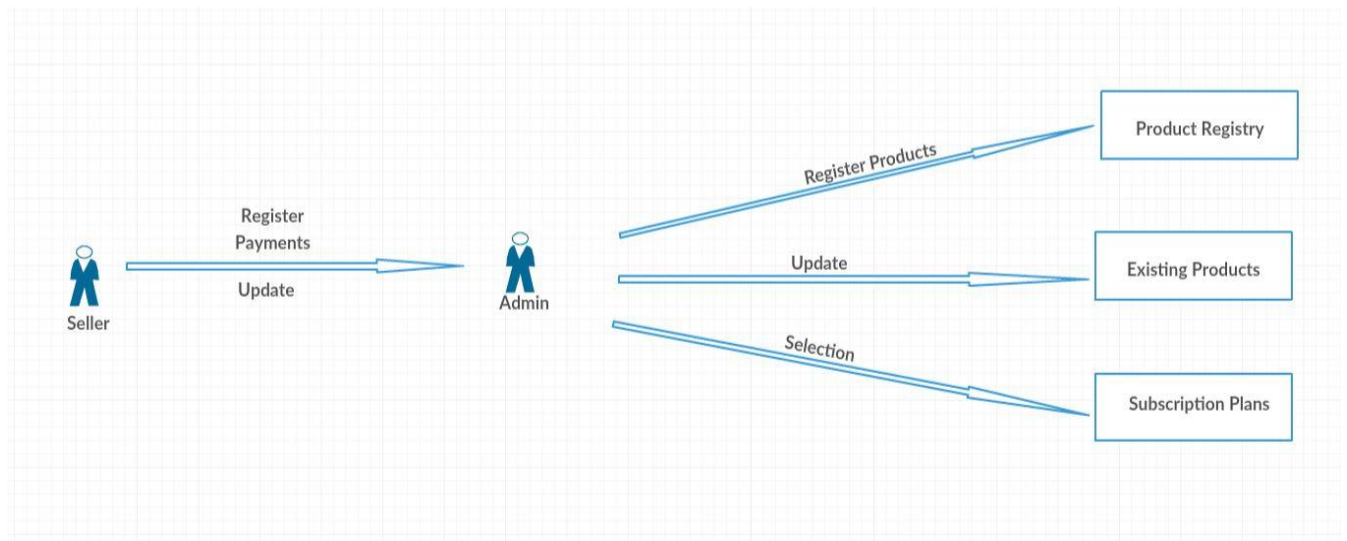 Register
Payments
Update
Seller
Admin
Register Products
Update
Selection
Product Registry
Existing Products
Subscription Plans